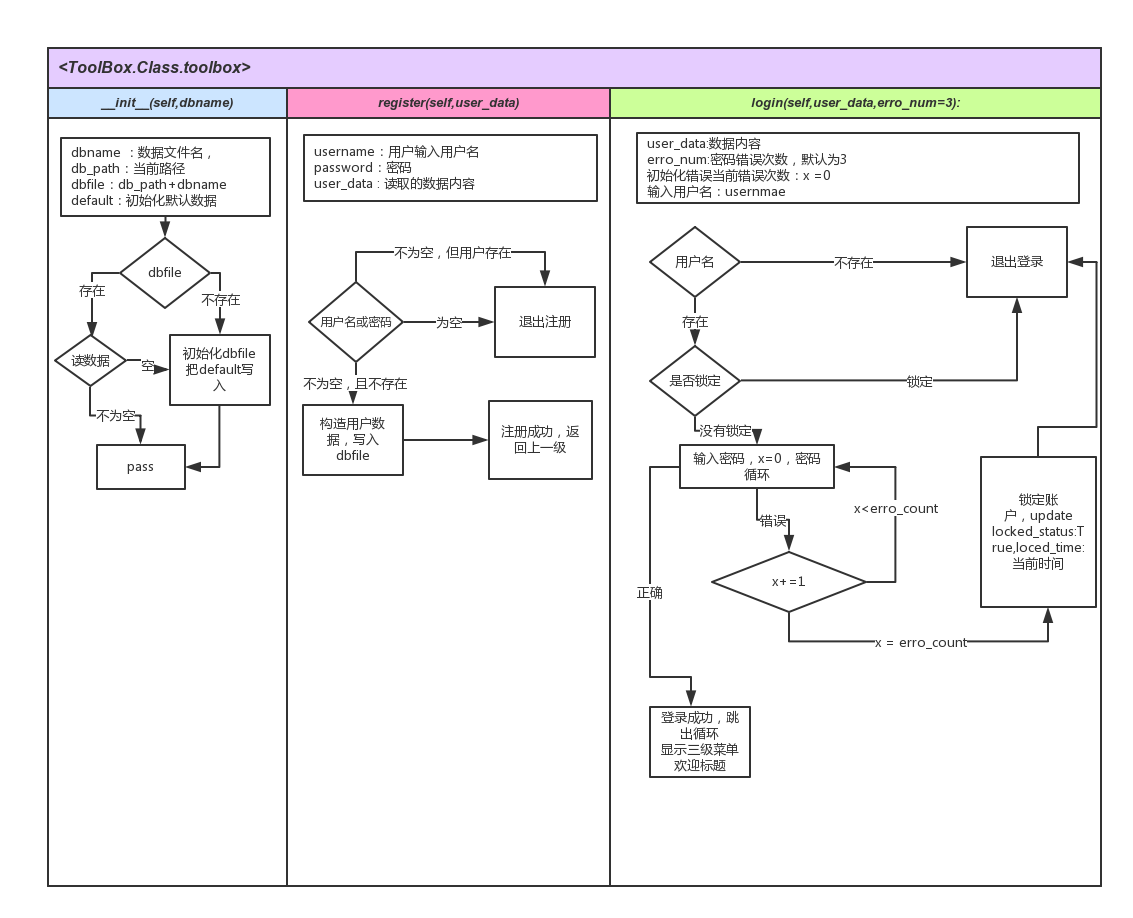 <ToolBox.Class.toolbox>
__init__(self,dbname)
dbname ：数据文件名，
db_path：当前路径
dbfile：db_path+dbname
default：初始化默认数据
dbfile
存在
不存在
读数据
空
初始化dbfile
把default写
入
不为空
pass
register(self,user_data)
username：用户输入用户名
password：密码
user_data：读取的数据内容
不为空，但用户存在
用户名或密码
为空
退出注册
不为空，且不存在
构造用户数
据，写入
dbfile
注册成功，返
回上一级
login(self,user_data,erro_num=3):
user_data:数据内容
erro_num:密码错误次数，默认为3
初始化错误当前错误次数：x =0
输入用户名：usernmae
用户名
不存在
退出登录
存在
是否锁定
锁定
没有锁定
输入密码，x=0，密码
循环
x<erro_count
错误
x+=1
正确
x = erro_count
锁定账
户，update
locked_status:T
rue,loced_time:
当前时间
登录成功，跳
出循环
显示三级菜单
欢迎标题